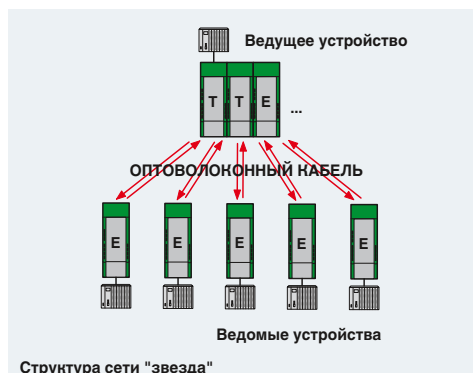 Ведущее устройство
T T E ...
ОПТОВОЛОКОННЫЙ КАБЕЛЬ
E E E E E
Ведомые устройства
Структура сети "звезда"